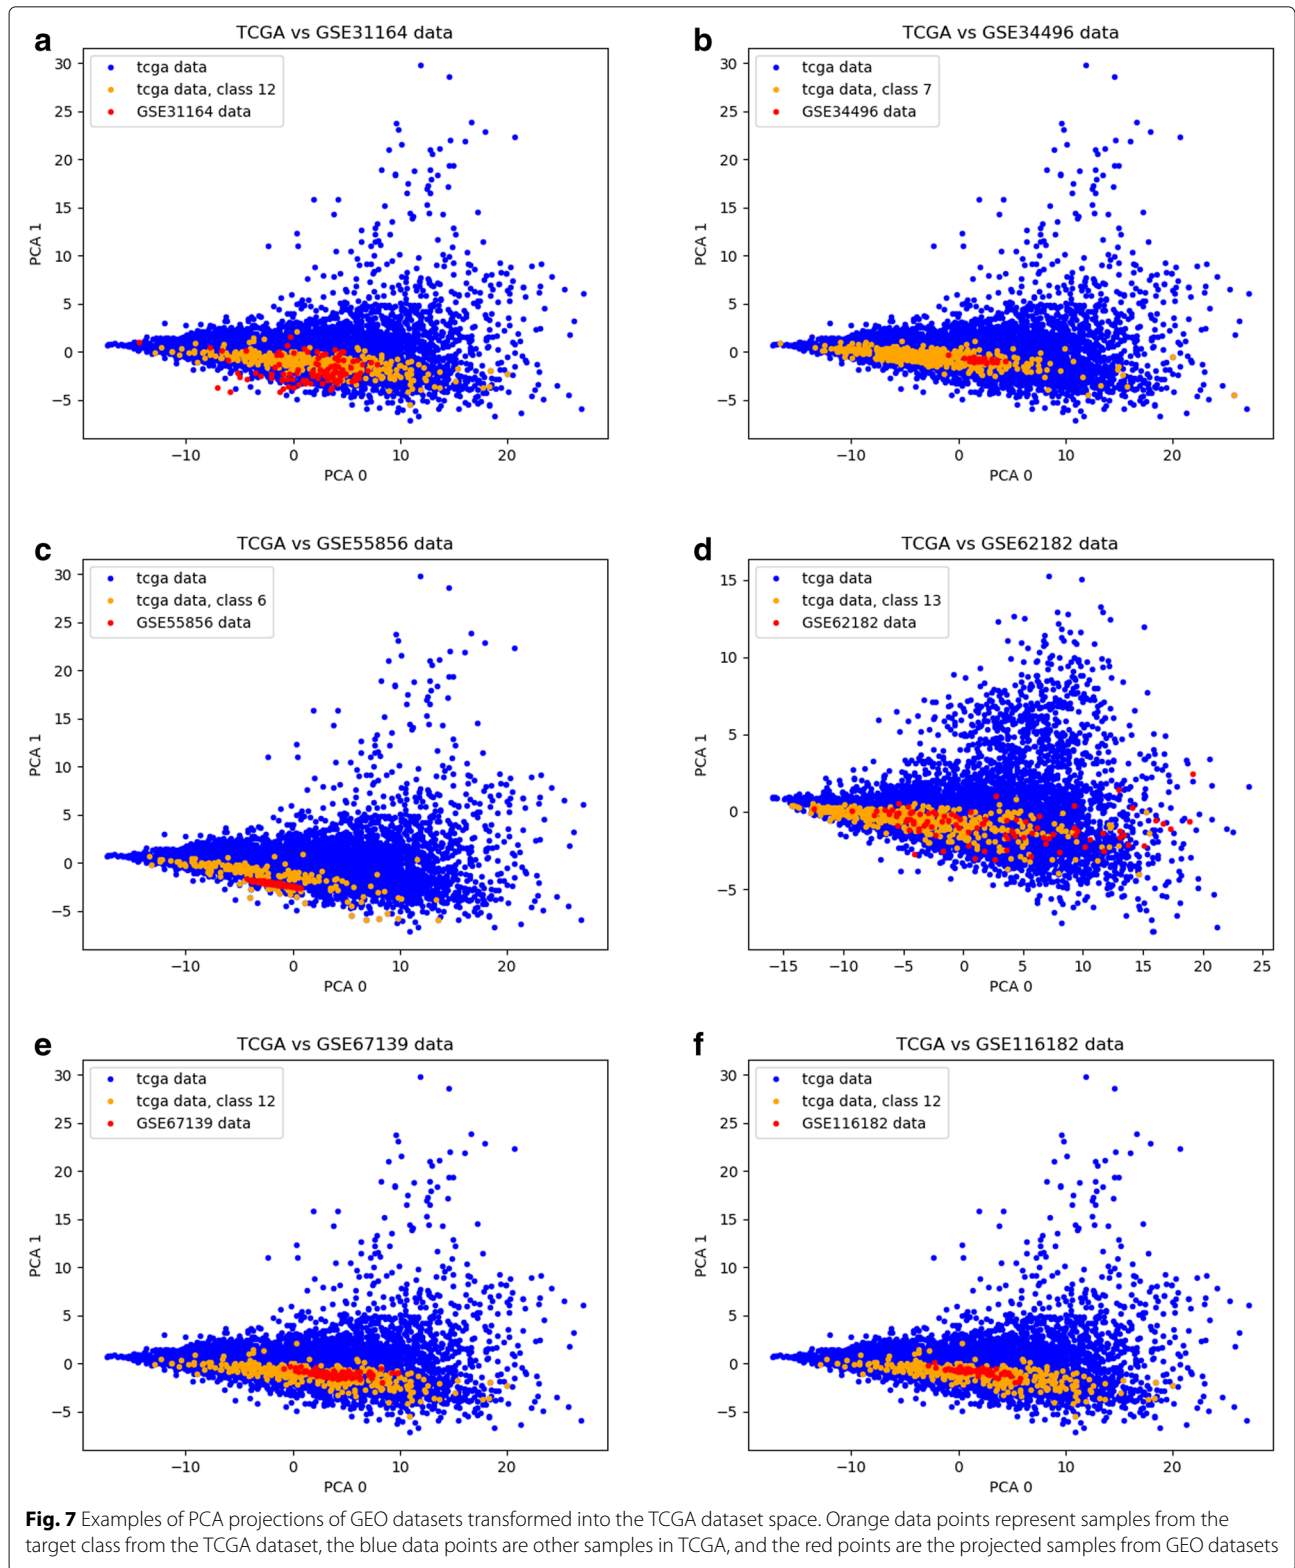 a
TCGA vs GSE31164 data
tcga data
tcga data, class 12
GSE31164 data
30
25
20
15
10
5
0
−5
PCA 1
−10 0 10 20
PCA 0
b
TCGA vs GSE34496 data
tcga data
tcga data, class 7
GSE34496 data
30
25
20
15
10
5
0
−5
PCA 1
−10 0 10 20
PCA 0
c
TCGA vs GSE55856 data
tcga data
tcga data, class 6
GSE55856 data
30
25
20
15
10
5
0
−5
PCA 1
−10 0 10 20
PCA 0
d
TCGA vs GSE62182 data
tcga data
tcga data, class 13
GSE62182 data
15
10
5
0
−5
PCA 1
−15 −10 −5 0 5 10 15 20 25
PCA 0
e
TCGA vs GSE67139 data
tcga data
tcga data, class 12
GSE67139 data
30
25
20
15
10
5
0
−5
PCA 1
−10 0 10 20
PCA 0
f
TCGA vs GSE116182 data
tcga data
tcga data, class 12
GSE116182 data
30
25
20
15
10
5
0
−5
PCA 1
−10 0 10 20
PCA 0
Fig. 7 Examples of PCA projections of GEO datasets transformed into the TCGA dataset space. Orange data points represent samples from the
target class from the TCGA dataset, the blue data points are other samples in TCGA, and the red points are the projected samples from GEO datasets